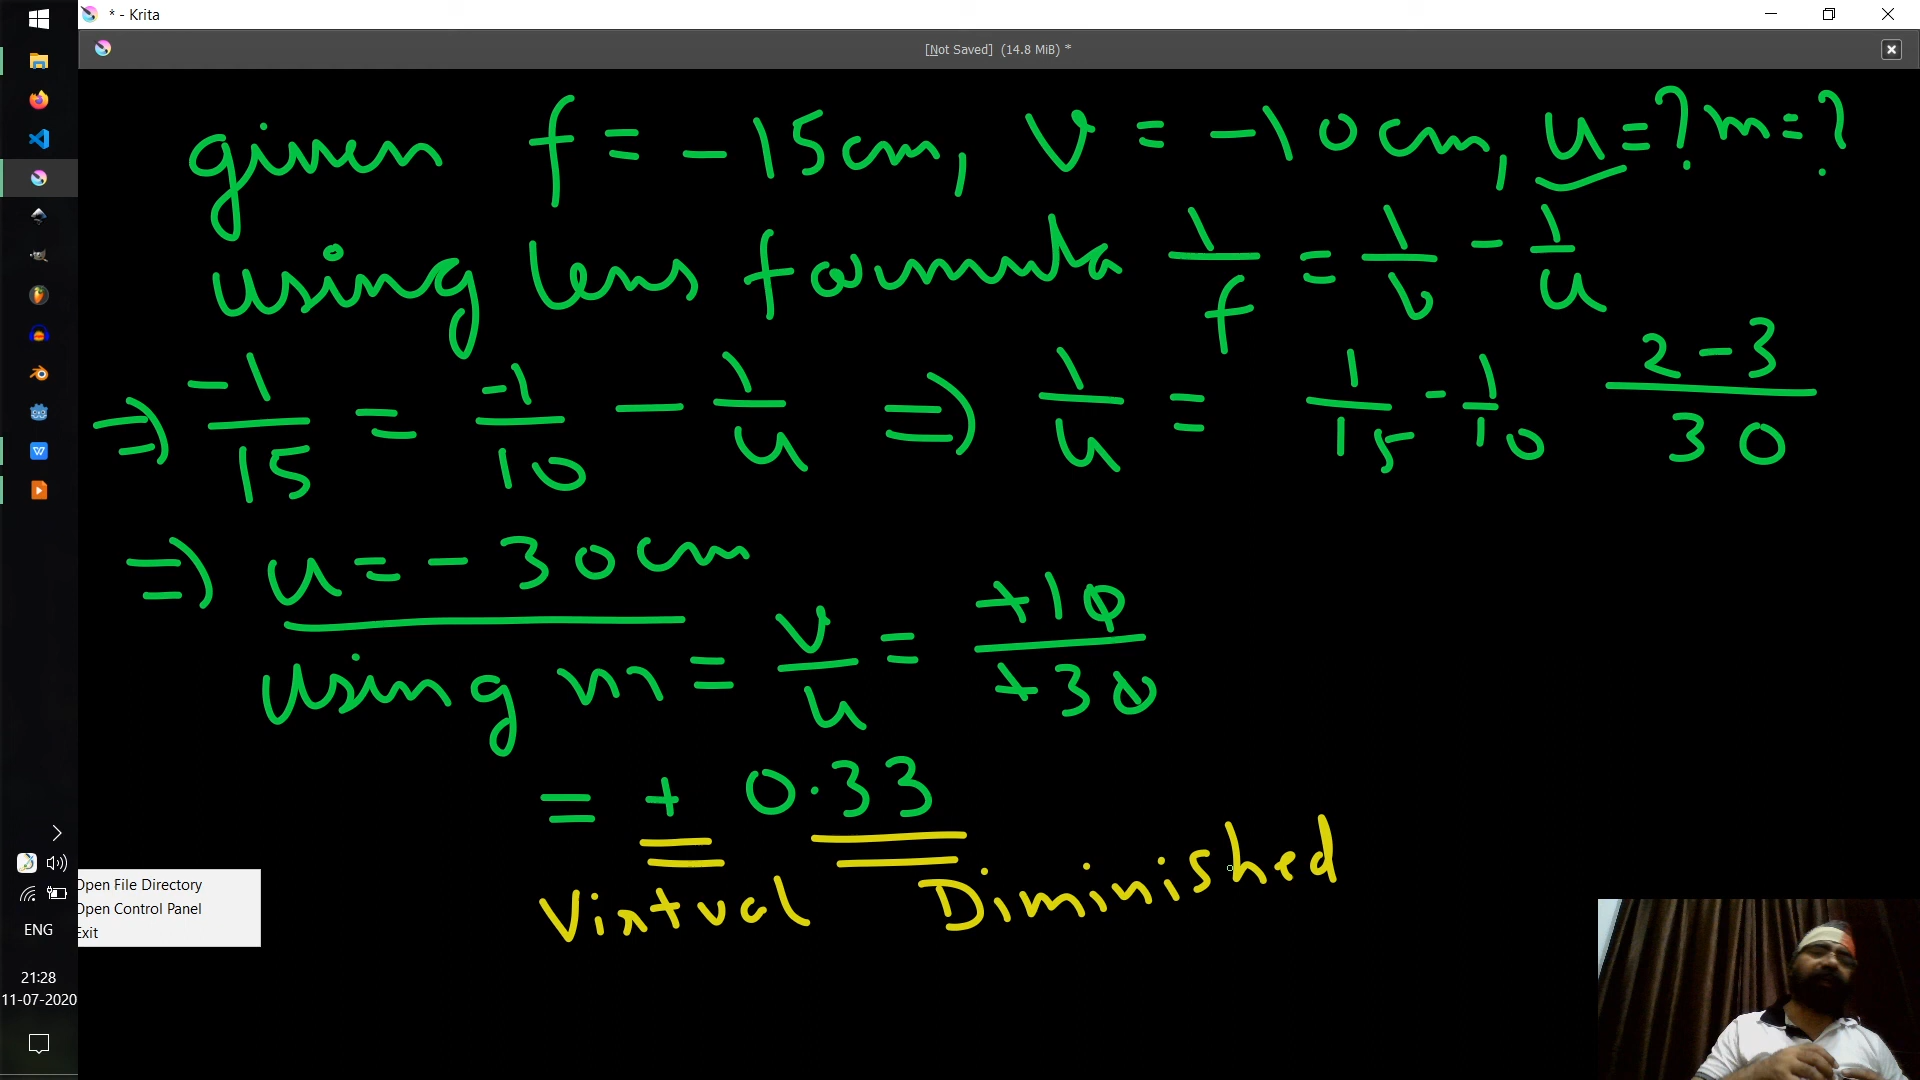 * - Krita
[Not Saved] (14.8 MiB) *
given f = -15cm, v = -10cm, u=? m=?
using lens formula 1/f = 1/v - 1/u
=> -1/15 = -1/10 - 1/u => 1/u = 1/15 - 1/10 2-3/30
=> u = - 30cm
using m = v/u = +10/+30
= + 0.33
Virtual Diminished
Open File Directory
Open Control Panel
Exit
ENG
21:28
11-07-2020